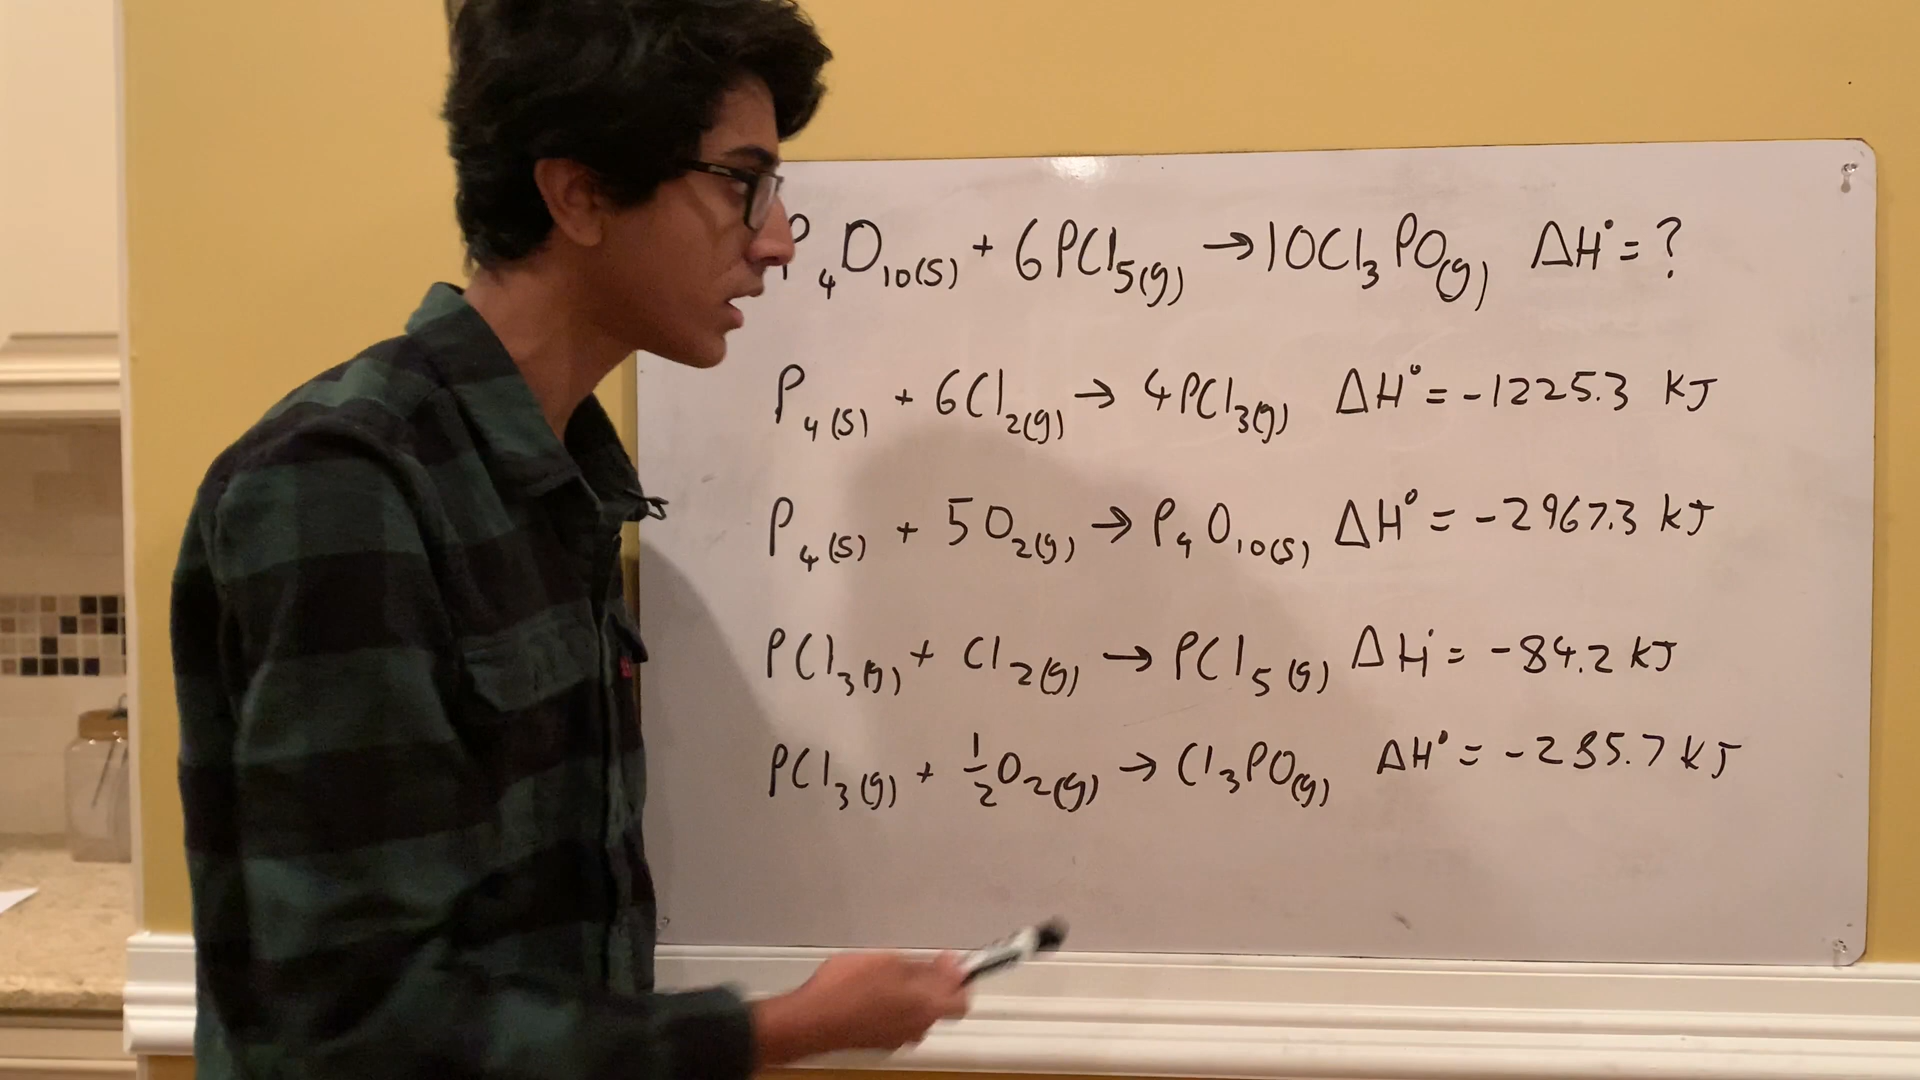 P₄O₁₀(s) + 6PCl₅(g) → 10Cl₃PO(g) ΔH° = ?
P₄(s) + 6Cl₂(g) → 4PCl₃(g) ΔH° = -1225.3 KJ
P₄(s) + 5O₂(g) → P₄O₁₀(s) ΔH° = -2967.3 kJ
PCl₃(g) + Cl₂(g) → PCl₅(g) ΔH° = -84.2 kJ
PCl₃(g) + 1/2O₂(g) → Cl₃PO(g) ΔH° = -285.7 kJ